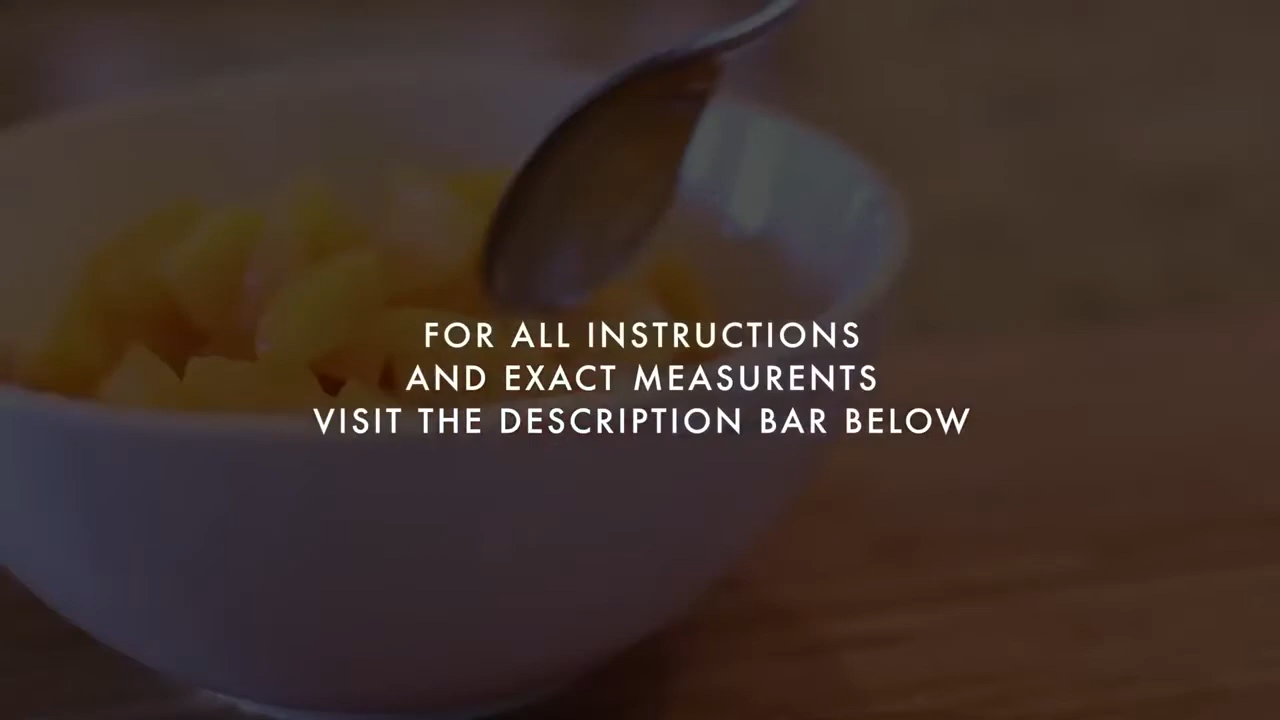 FOR ALL INSTRUCTIONS
AND EXACT MEASURENTS
VISIT THE DESCRIPTION BAR BELOW